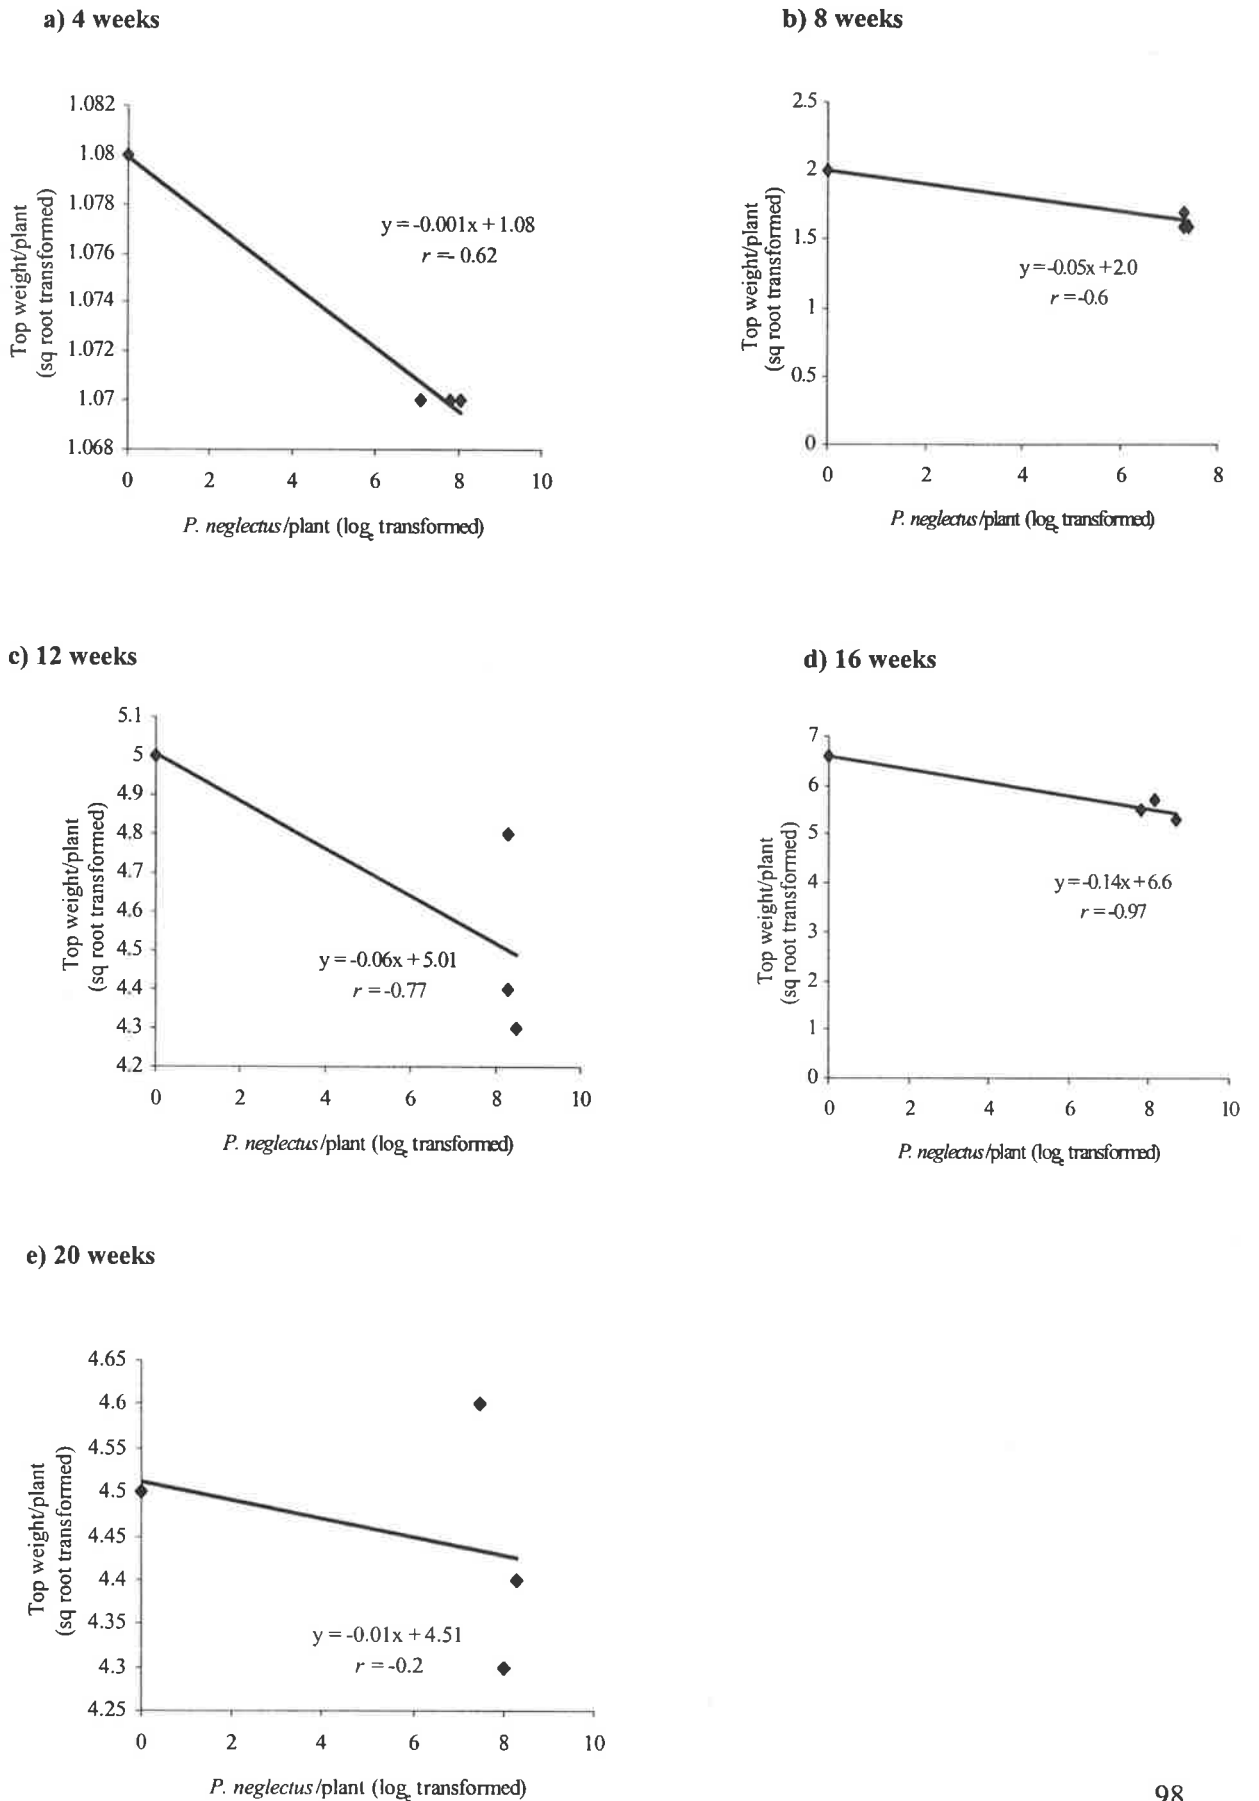 a) 4 weeks
1.082
1.08
1.078
1.076
1.074
1.072
1.07
1.068
Top weight/plant
(sq root transformed)
y = -0.001x + 1.08
r = - 0.62
0 2 4 6 8 10
P. neglectus/plant (logₑ transformed)
b) 8 weeks
2.5
2
1.5
1
0.5
0
Top weight/plant
(sq root transformed)
y = -0.05x + 2.0
r = -0.6
0 2 4 6 8
P. neglectus/plant (logₑ transformed)
c) 12 weeks
5.1
5
4.9
4.8
4.7
4.6
4.5
4.4
4.3
4.2
Top weight/plant
(sq root transformed)
y = -0.06x + 5.01
r = -0.77
0 2 4 6 8 10
P. neglectus/plant (logₑ transformed)
d) 16 weeks
7
6
5
4
3
2
1
0
Top weight/plant
(sq root transformed)
y = -0.14x + 6.6
r = -0.97
0 2 4 6 8 10
P. neglectus/plant (logₑ transformed)
e) 20 weeks
4.65
4.6
4.55
4.5
4.45
4.4
4.35
4.3
4.25
Top weight/plant
(sq root transformed)
y = -0.01x + 4.51
r = -0.2
0 2 4 6 8 10
P. neglectus/plant (logₑ transformed)
98